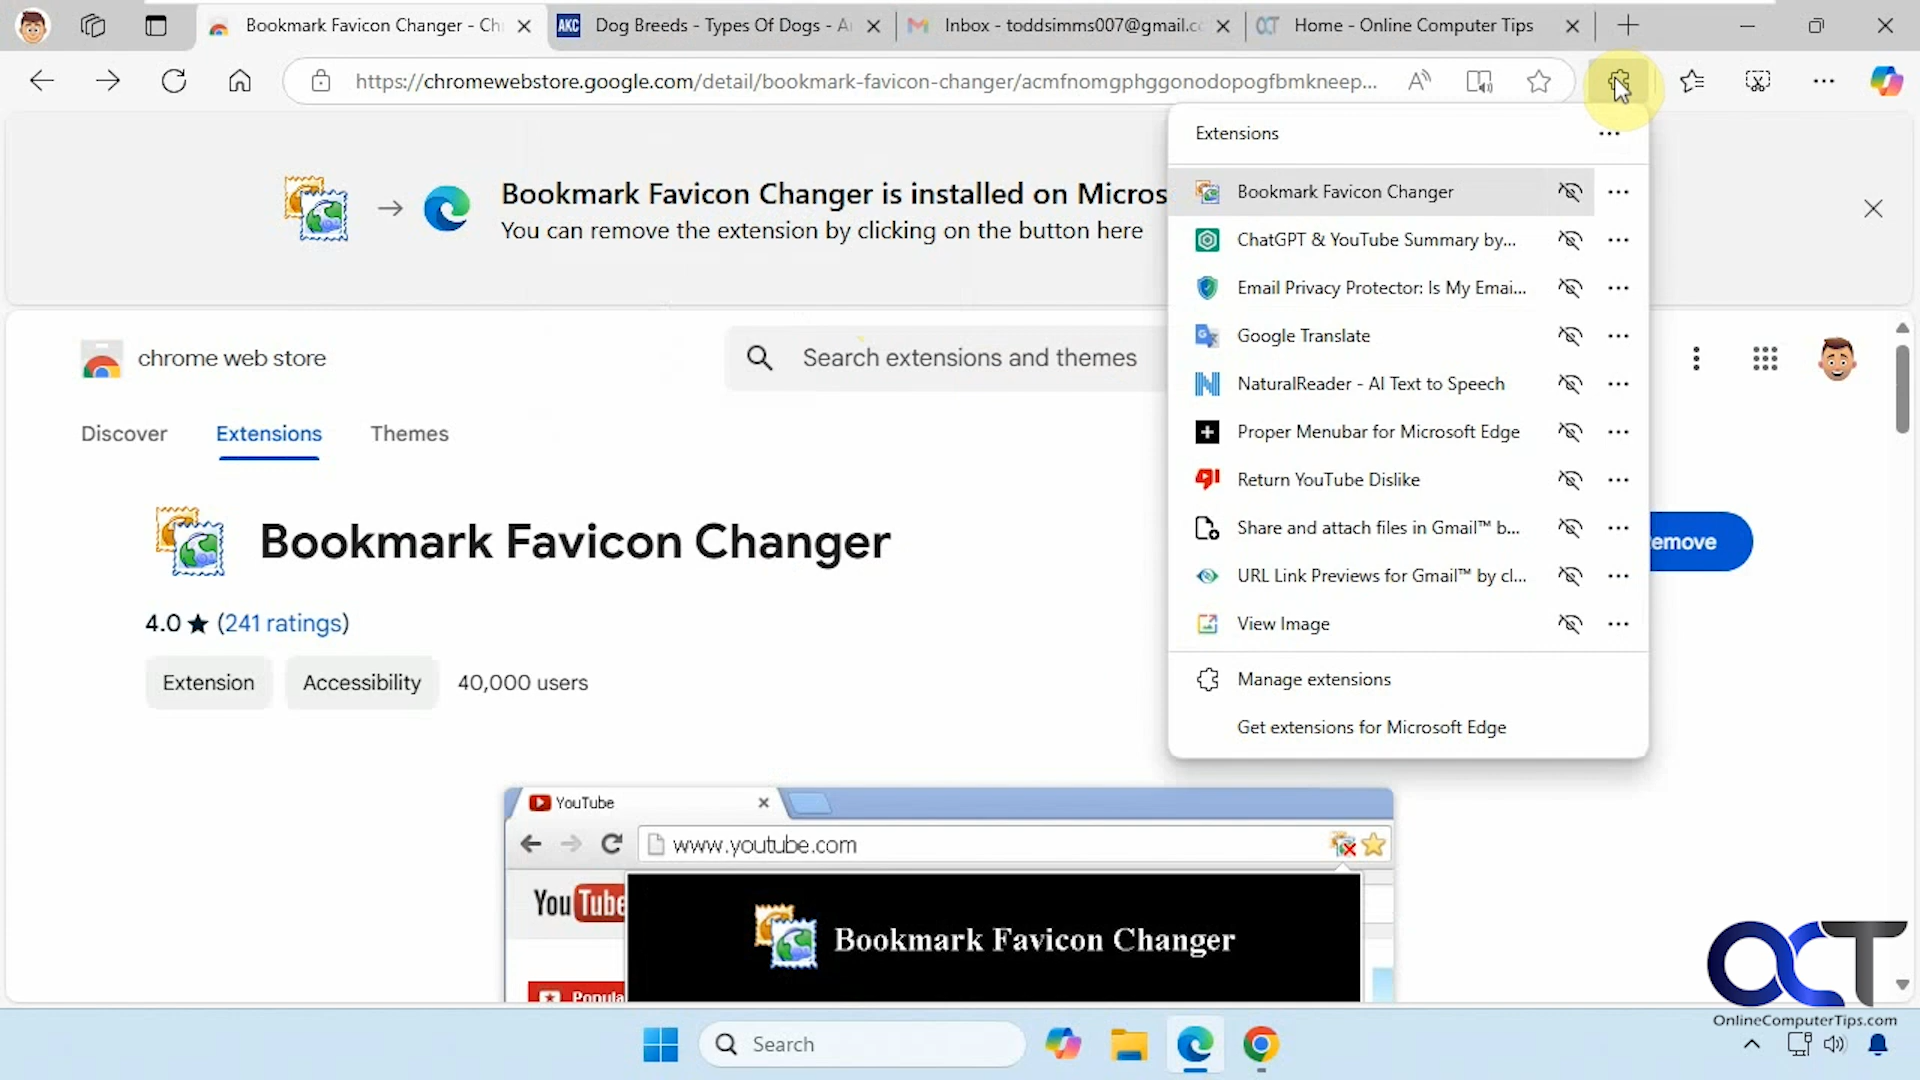 Bookmark Favicon Changer - Ch
AKC Dog Breeds - Types Of Dogs - A
Inbox - toddsimms007@gmail.c
OCT Home - Online Computer Tips
https://chromewebstore.google.com/detail/bookmark-favicon-changer/acmfnomgphggonodopogfbmkneep...
Extensions
Bookmark Favicon Changer is installed on Micros
You can remove the extension by clicking on the button here
Bookmark Favicon Changer
ChatGPT & YouTube Summary by...
Email Privacy Protector: Is My Emai...
Google Translate
NaturalReader - AI Text to Speech
Proper Menubar for Microsoft Edge
Return YouTube Dislike
Share and attach files in Gmail™ b...
URL Link Previews for Gmail™ by cl...
View Image
Manage extensions
Get extensions for Microsoft Edge
chrome web store
Search extensions and themes
Discover Extensions Themes
Bookmark Favicon Changer
emove
4.0 ★ (241 ratings)
Extension Accessibility 40,000 users
YouTube
www.youtube.com
YouTube
Bookmark Favicon Changer
Popula
OCT
OnlineComputerTips.com
Search